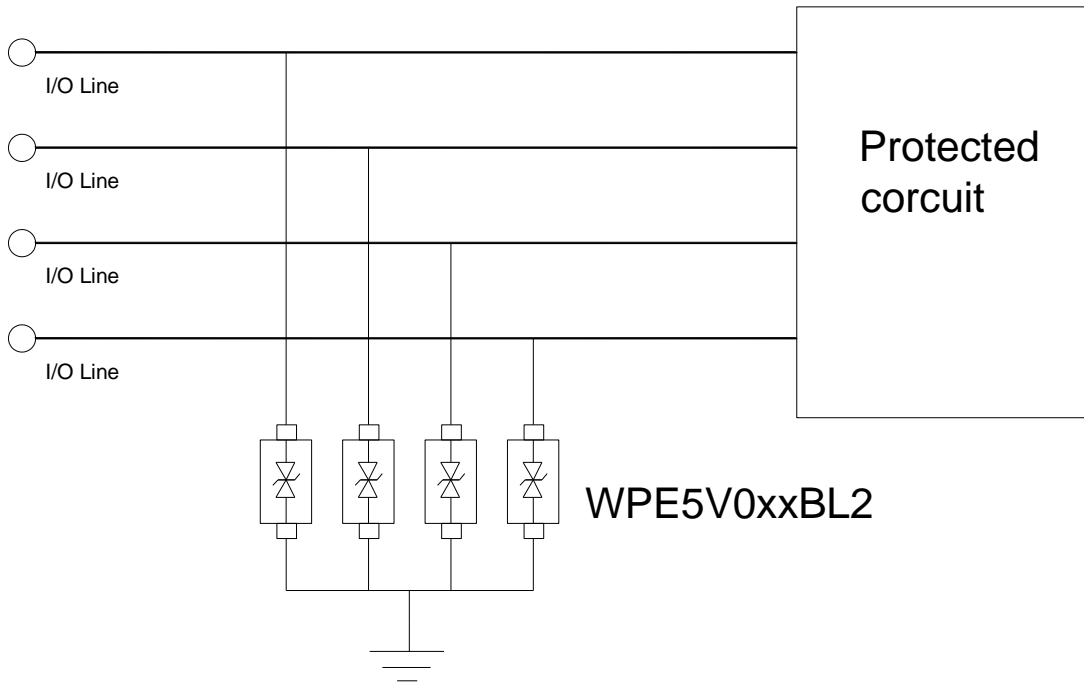 I/O Line
I/O Line
I/O Line
I/O Line
Protected
corcuit
WPE5V0xxBL2